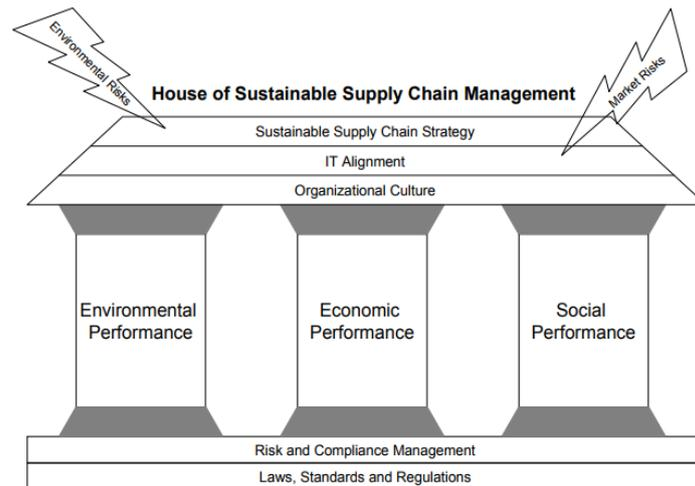 Environmental Risks
Market Risks
House of Sustainable Supply Chain Management
Sustainable Supply Chain Strategy
IT Alignment
Organizational Culture
Environmental
Performance
Economic
Performance
Social
Performance
Risk and Compliance Management
Laws, Standards and Regulations